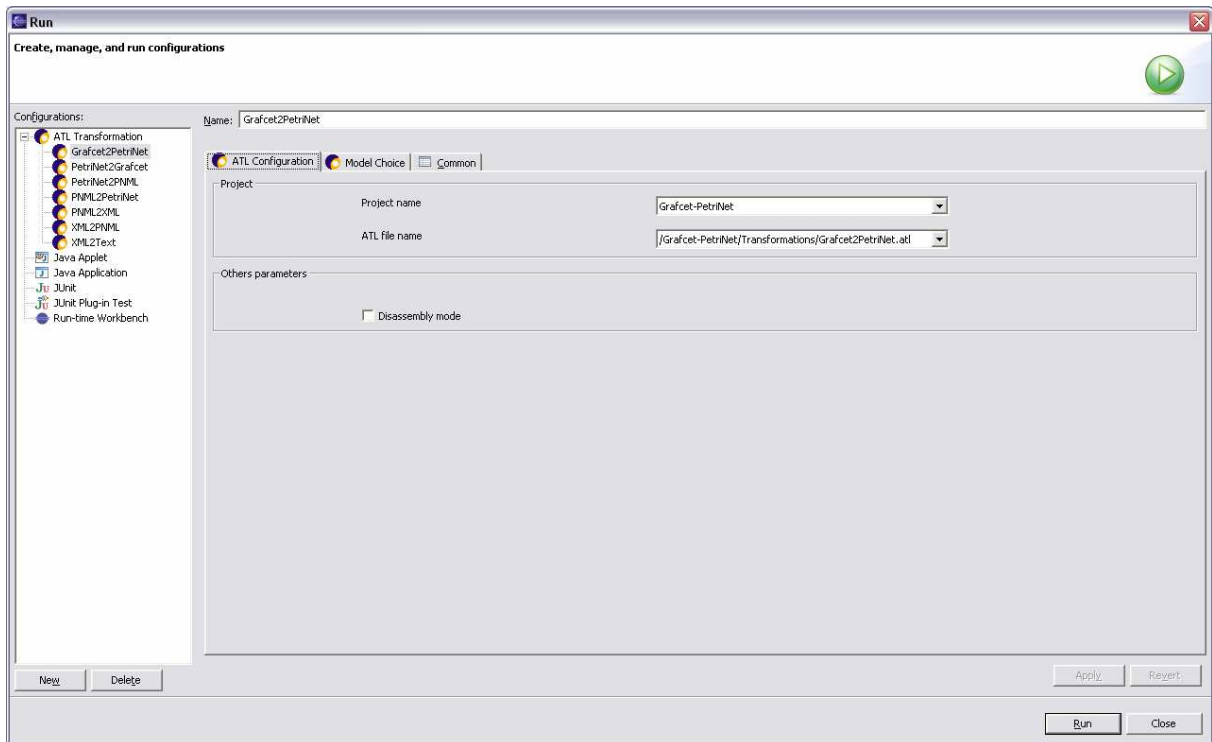 Run
Create, manage, and run configurations
Configurations:
ATL Transformation
Grafcet2PetriNet
PetriNet2Grafcet
PetriNet2PNML
PNML2PetriNet
PNML2XML
XML2PNML
XML2Text
Java Applet
Java Application
JUnit
JUnit Plug-in Test
Run-time Workbench
New Delete
Name: Grafcet2PetriNet
ATL Configuration Model Choice Common
Project
Project name Grafcet-PetriNet
ATL file name /Grafcet-PetriNet/Transformations/Grafcet2PetriNet.atl
Others parameters
Disassembly mode
Apply Revert
Run Close